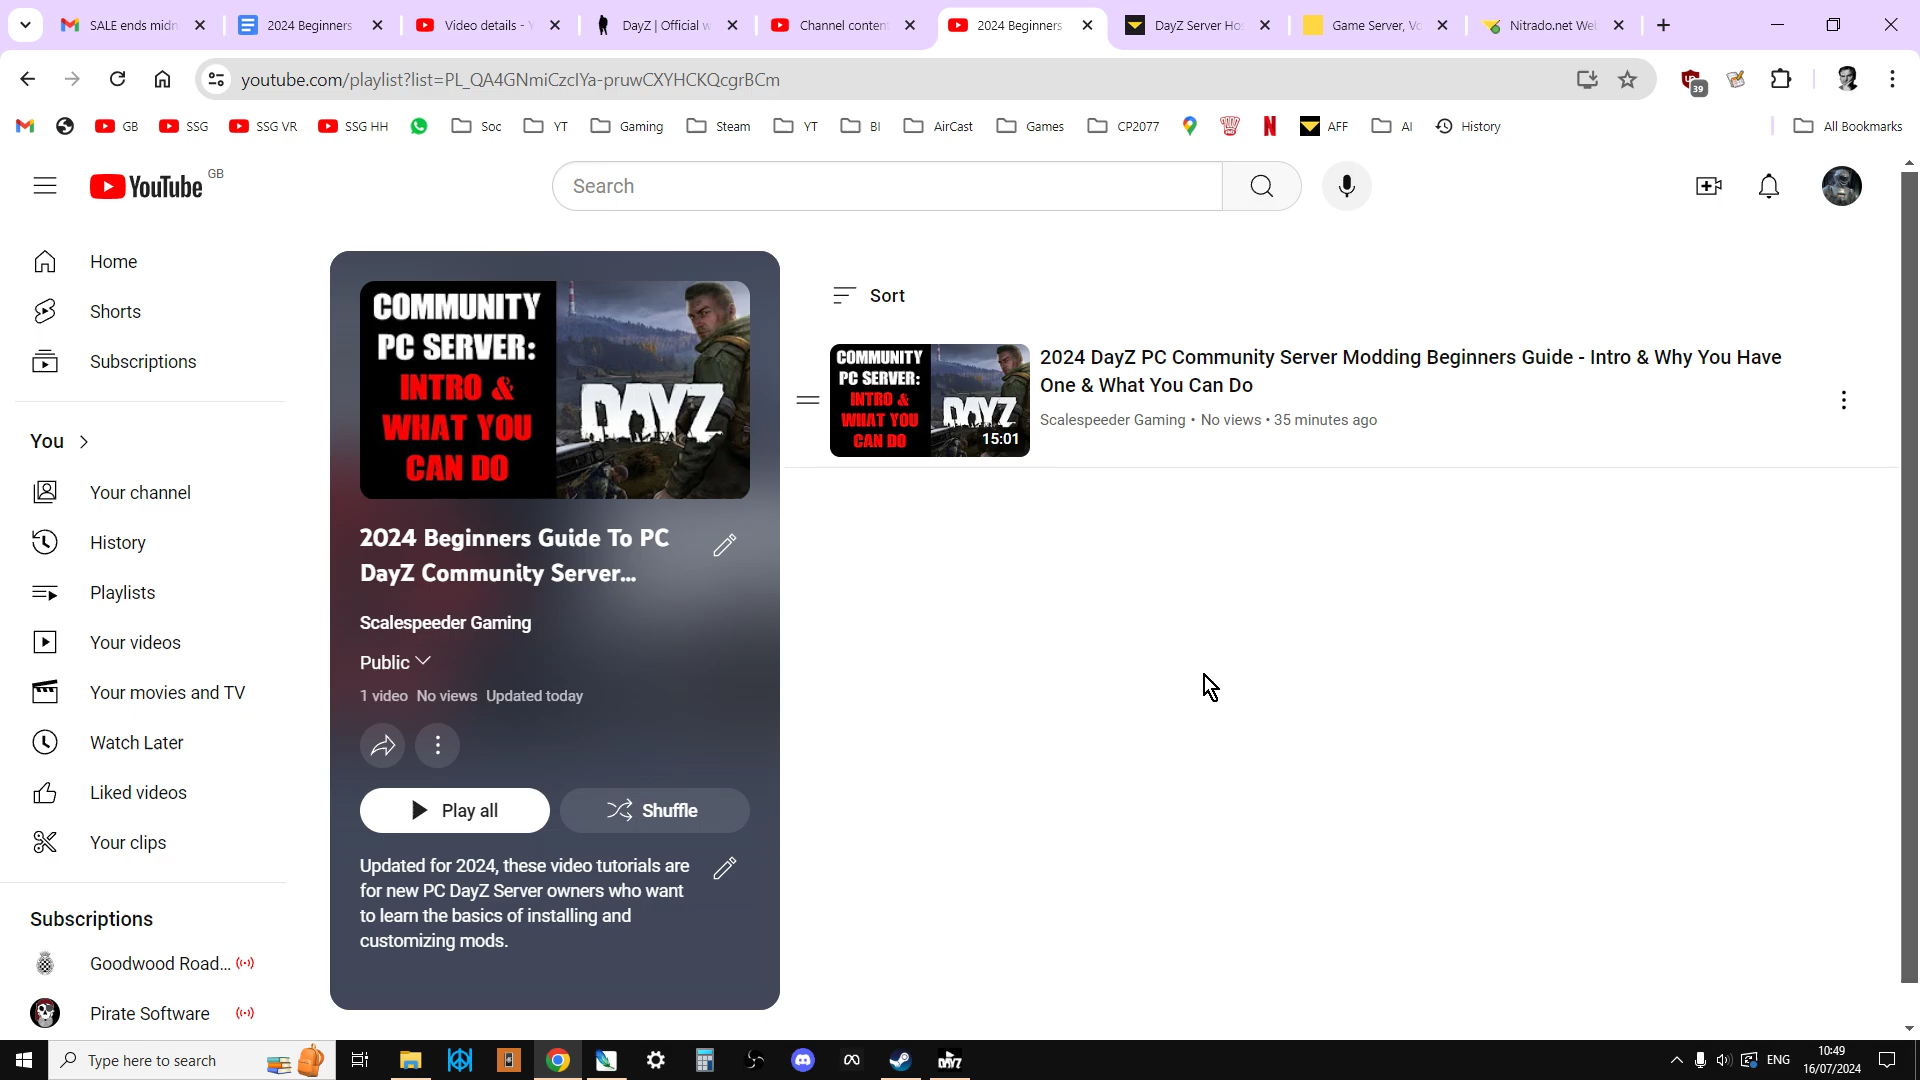 SALE ends midn
2024 Beginners
Video details - Y
DayZ | Official w
Channel conten
2024 Beginners
DayZ Server Ho
Game Server, Vo
Nitrado.net Web
youtube.com/playlist?list=PL_QA4GNmiCzclYa-pruwCXYHCKQcgrBCm
39
GB
SSG
SSG VR
SSG HH
Soc
YT
Gaming
Steam
YT
BI
AirCast
Games
CP2077
AFF
AI
History
All Bookmarks
YouTube GB
Search
Home
Shorts
Subscriptions
You
Your channel
History
Playlists
Your videos
Your movies and TV
Watch Later
Liked videos
Your clips
Subscriptions
Goodwood Road...
Pirate Software
COMMUNITY
PC SERVER:
INTRO &
WHAT YOU
CAN DO
DAYZ
2024 Beginners Guide To PC
DayZ Community Server...
Scalespeeder Gaming
Public
1 video No views Updated today
Play all
Shuffle
Updated for 2024, these video tutorials are
for new PC DayZ Server owners who want
to learn the basics of installing and
customizing mods.
Sort
COMMUNITY
PC SERVER:
INTRO &
WHAT YOU
CAN DO
DAYZ
15:01
2024 DayZ PC Community Server Modding Beginners Guide - Intro & Why You Have
One & What You Can Do
Scalespeeder Gaming • No views • 35 minutes ago
Type here to search
DAYZ
ENG
10:49
16/07/2024